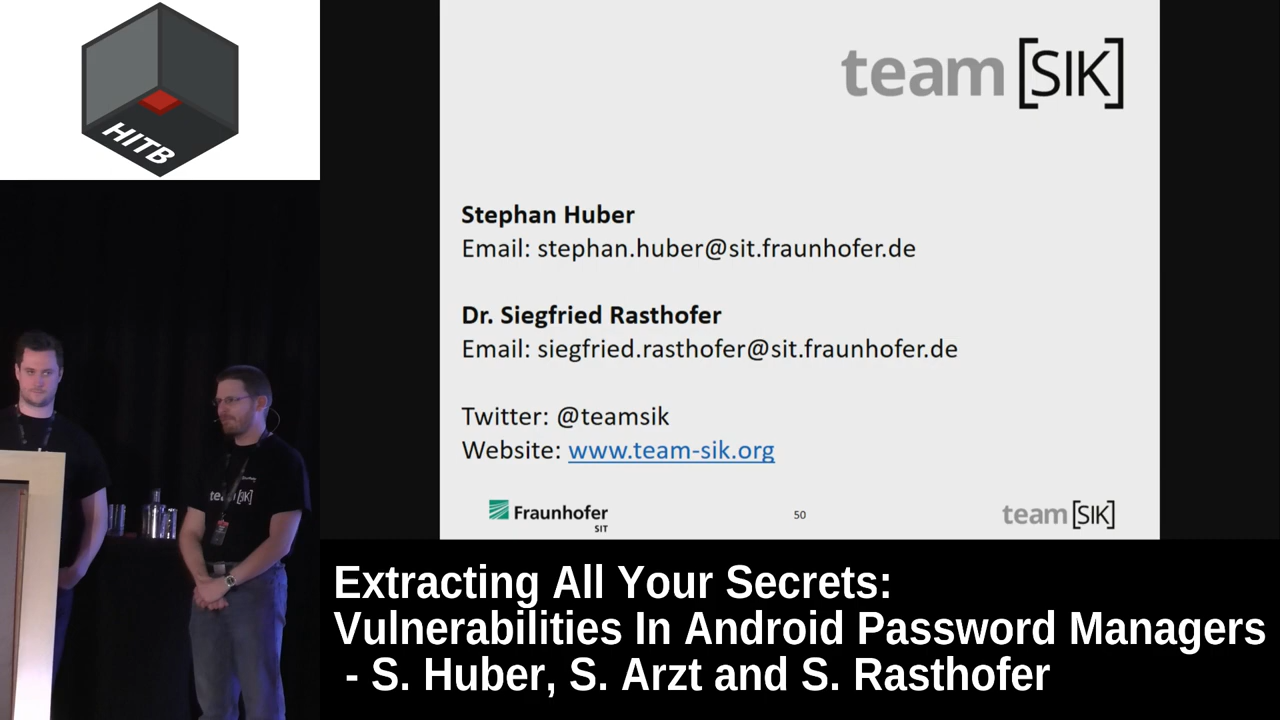 HITB
team [SIK]
Stephan Huber
Email: stephan.huber@sit.fraunhofer.de
Dr. Siegfried Rasthofer
Email: siegfried.rasthofer@sit.fraunhofer.de
Twitter: @teamsik
Website: www.team-sik.org
Fraunhofer
SIT
50
team [SIK]
team [SIK]
Extracting All Your Secrets:
Vulnerabilities In Android Password Managers
- S. Huber, S. Arzt and S. Rasthofer